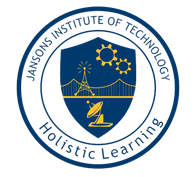 JANSONS INSTITUTE OF TECHNOLOGY
Holistic Learning